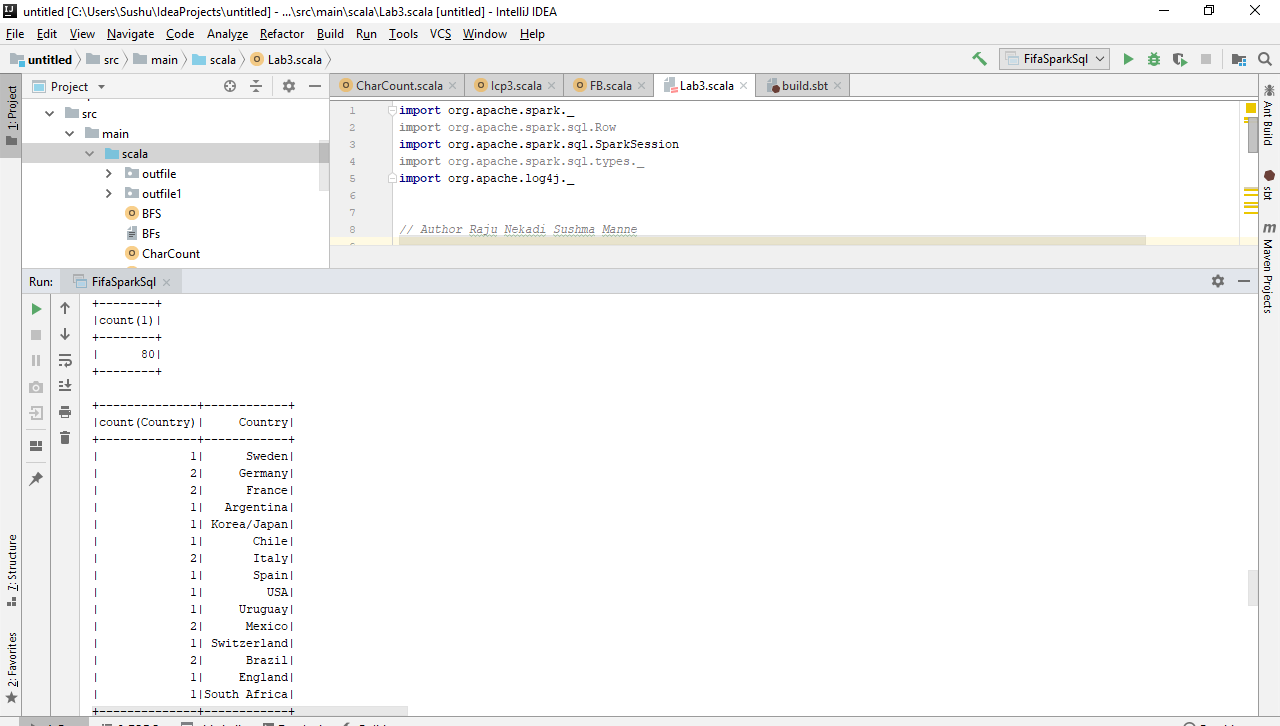 untitled [C:\Users\Sushu\IdeaProjects\untitled] - ...\src\main\scala\Lab3.scala [untitled] - IntelliJ IDEA
File Edit View Navigate Code Analyze Refactor Build Run Tools VCS Window Help
untitled src main scala Lab3.scala FifaSparkSql
Project CharCount.scala lcp3.scala FB.scala Lab3.scala build.sbt
1: Project
src
main
scala
outfile
outfile1
BFS
BFs
CharCount
1 import org.apache.spark._
2 import org.apache.spark.sql.Row
3 import org.apache.spark.sql.SparkSession
4 import org.apache.spark.sql.types._
5 import org.apache.log4j._
6
7
8 // Author Raju Nekadi Sushma Manne
Ant Build
sbt
m
Maven Projects
Run: FifaSparkSql
+--------+
|count(1)|
+--------+
|      80|
+--------+
+--------------+------------+
|count(Country)|     Country|
+--------------+------------+
|             1|      Sweden|
|             2|     Germany|
|             2|      France|
|             1|   Argentina|
|             1| Korea/Japan|
|             1|       Chile|
|             2|       Italy|
|             1|       Spain|
|             1|         USA|
|             1|     Uruguay|
|             2|      Mexico|
|             1| Switzerland|
|             2|      Brazil|
|             1|     England|
|             1|South Africa|
+--------------+------------+
7: Structure
2: Favorites